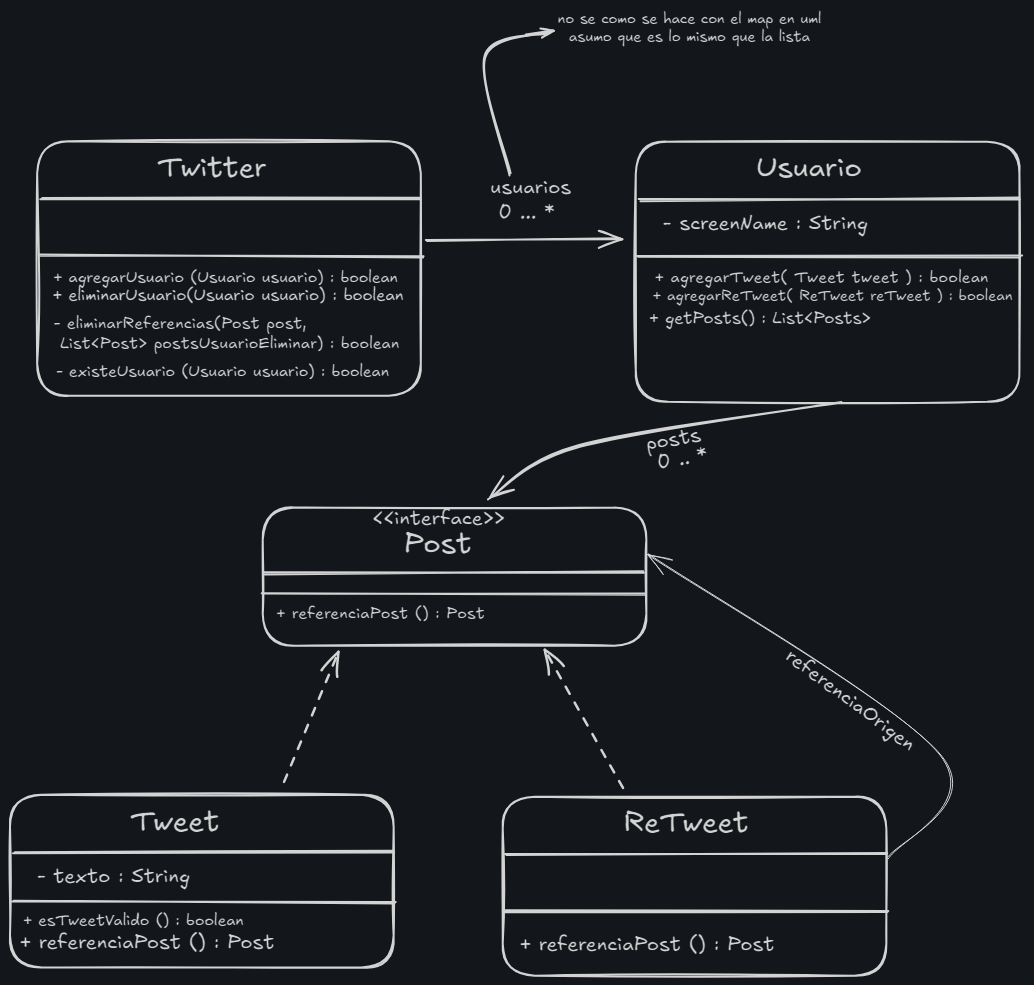 no se como se hace con el map en uml
asumo que es lo mismo que la lista
Twitter
+ agregarUsuario (Usuario usuario) : boolean
+ eliminarUsuario(Usuario usuario) : boolean
- eliminarReferencias(Post post,
List<Post> postsUsuarioEliminar) : boolean
- existeUsuario (Usuario usuario) : boolean
usuarios
0 ... *
Usuario
- screenName : String
+ agregarTweet( Tweet tweet ) : boolean
+ agregarReTweet( ReTweet reTweet ) : boolean
+ getPosts() : List<Posts>
posts
0 .. *
<<interface>>
Post
+ referenciaPost () : Post
referenciaOrigen
Tweet
- texto : String
+ esTweetValido () : boolean
+ referenciaPost () : Post
ReTweet
+ referenciaPost () : Post